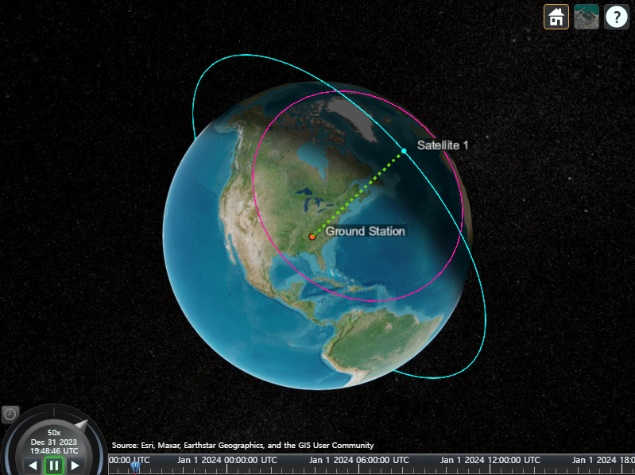 ?
Satellite 1
Ground Station
50x
Dec 31 2023
19:48:46 UTC
Source: Esri, Maxar, Earthstar Geographics, and the GIS User Community
00:00 UTC
Jan 1 2024 00:00:00 UTC
Jan 1 2024 06:00:00 UTC
Jan 1 2024 12:00:00 UTC
Jan 1 2024 18:0